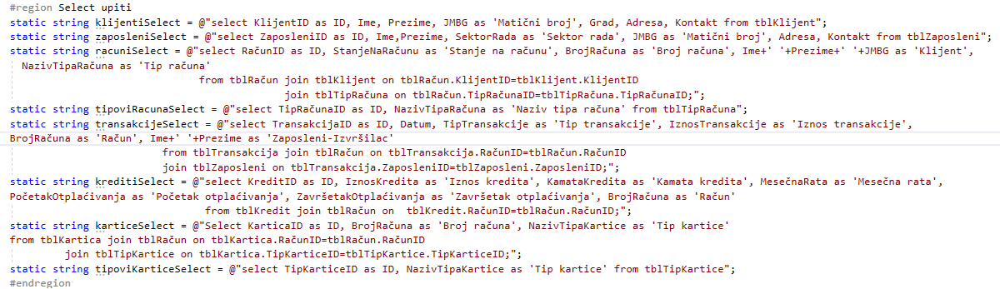 #region Select upiti
static string klijentiSelect = @"select KlijentID as ID, Ime, Prezime, JMBG as 'Matični broj', Grad, Adresa, Kontakt from tblKlijent";
static string zaposleniSelect = @"select ZaposleniID as ID, Ime,Prezime, SektorRada as 'Sektor rada', JMBG as 'Matični broj', Adresa, Kontakt from tblZaposleni";
static string racuniSelect = @"select RačunID as ID, StanjeNaRačunu as 'Stanje na računu', BrojRačuna as 'Broj računa', Ime+' '+Prezime+' '+JMBG as 'Klijent',
NazivTipaRačuna as 'Tip računa'
from tblRačun join tblKlijent on tblRačun.KlijentID=tblKlijent.KlijentID
join tblTipRačuna on tblRačun.TipRačunaID=tblTipRačuna.TipRačunaID;";
static string tipoviRacunaSelect = @"select TipRačunaID as ID, NazivTipaRačuna as 'Naziv tipa računa' from tblTipRačuna";
static string transakcijeSelect = @"select TransakcijaID as ID, Datum, TipTransakcije as 'Tip transakcije', IznosTransakcije as 'Iznos transakcije',
BrojRačuna as 'Račun', Ime+' '+Prezime as 'Zaposleni-Izvršilac'
from tblTransakcija join tblRačun on tblTransakcija.RačunID=tblRačun.RačunID
join tblZaposleni on tblTransakcija.ZaposleniID=tblZaposleni.ZaposleniID;";
static string kreditiSelect = @"select KreditID as ID, IznosKredita as 'Iznos kredita', KamataKredita as 'Kamata kredita', MesečnaRata as 'Mesečna rata',
PočetakOtplaćivanja as 'Početak otplaćivanja', ZavršetakOtplaćivanja as 'Završetak otplaćivanja', BrojRačuna as 'Račun'
from tblKredit join tblRačun on  tblKredit.RačunID=tblRačun.RačunID;";
static string karticeSelect = @"Select KarticaID as ID, BrojRačuna as 'Broj računa', NazivTipaKartice as 'Tip kartice'
from tblKartica join tblRačun on tblKartica.RačunID=tblRačun.RačunID
join tblTipKartice on tblKartica.TipKarticeID=tblTipKartice.TipKarticeID;";
static string tipoviKarticeSelect = @"select TipKarticeID as ID, NazivTipaKartice as 'Tip kartice' from tblTipKartice";
#endregion